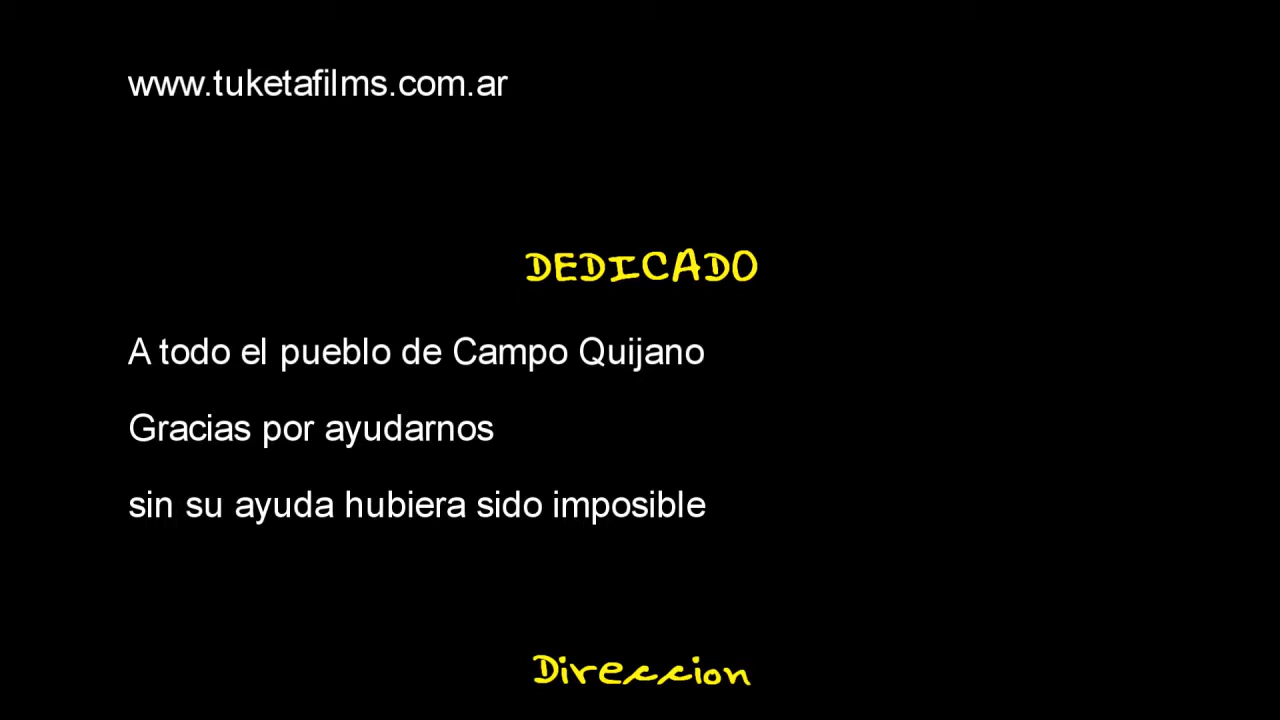 www.tuketafilms.com.ar
DEDICADO
A todo el pueblo de Campo Quijano
Gracias por ayudarnos
sin su ayuda hubiera sido imposible
Direccion